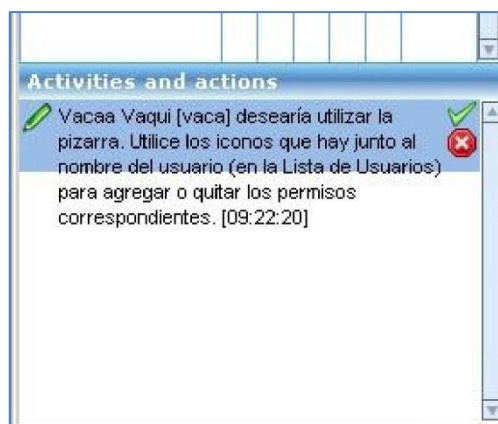 Activities and actions
Vacaa Vaqui [vaca] desearía utilizar la
pizarra. Utilice los iconos que hay junto al
nombre del usuario (en la Lista de Usuarios)
para agregar o quitar los permisos
correspondientes. [09:22:20]